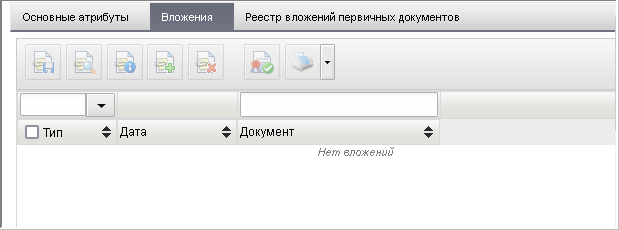 Основные атрибуты Вложения Реестр вложений первичных документов
Тип Дата Документ
Нет вложений